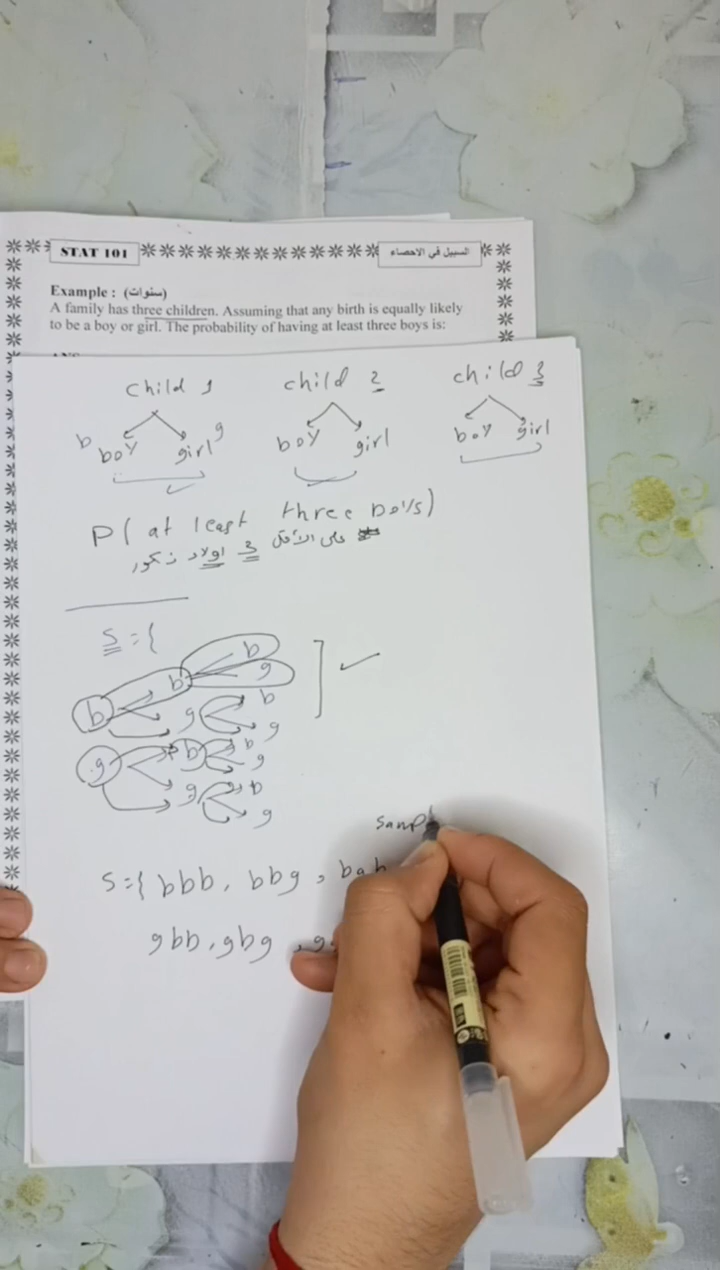 STAT 101
السبيل في الاحصاء
Example : (سنوات)
A family has three children. Assuming that any birth is equally likely
to be a boy or girl. The probability of having at least three boys is:
child 1 child 2 child 3
b boy girl g boy girl boy girl
P( at least three boys)
على الأقل 3 اولاد ذكور
S = {
b
b g
b g b
g
g b b
g
g b
g
sampl
S = { bbb, bbg, bgb
gbb, gbg, g